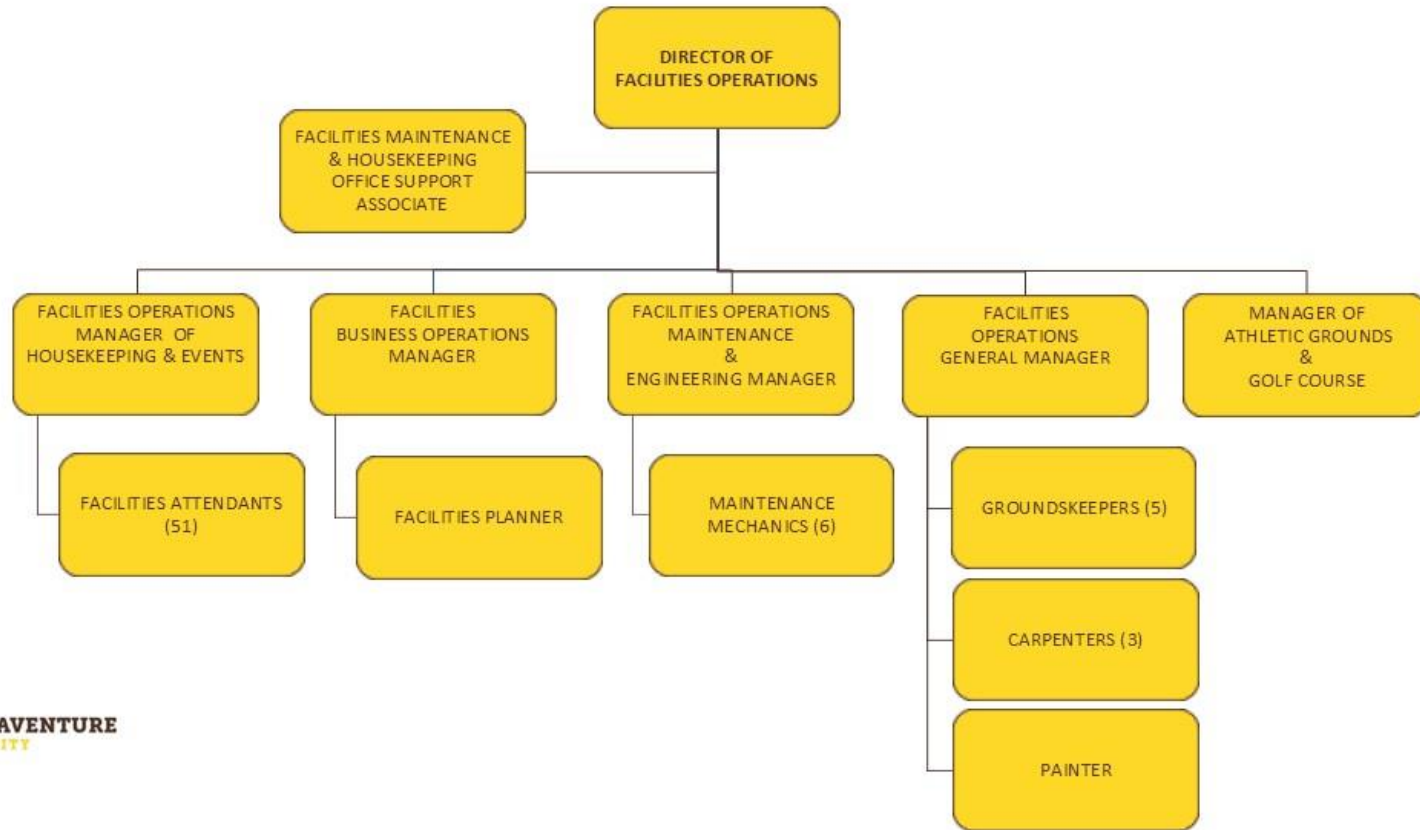 DIRECTOR OF
FACILITIES OPERATIONS
FACILITIES MAINTENANCE
& HOUSEKEEPING
OFFICE SUPPORT
ASSOCIATE
FACILITIES OPERATIONS
MANAGER OF
HOUSEKEEPING & EVENTS
FACILITIES
BUSINESS OPERATIONS
MANAGER
FACILITIES OPERATIONS
MAINTENANCE
&
ENGINEERING MANAGER
FACILITIES
OPERATIONS
GENERAL MANAGER
MANAGER OF
ATHLETIC GROUNDS
&
GOLF COURSE
FACILITIES ATTENDANTS
(51)
FACILITIES PLANNER
MAINTENANCE
MECHANICS (6)
GROUNDSKEEPERS (5)
CARPENTERS (3)
PAINTER
AVENTURE
ITY